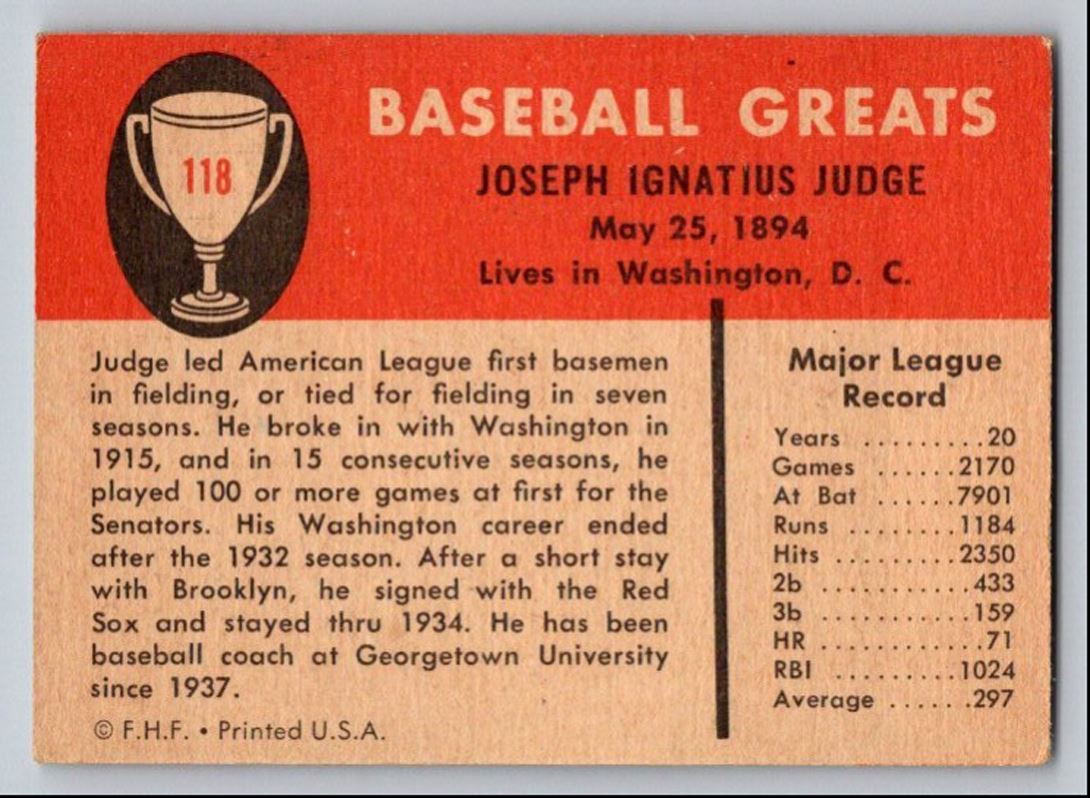 118
BASEBALL GREATS
JOSEPH IGNATIUS JUDGE
May 25, 1894
Lives in Washington, D. C.
Judge led American League first basemen
in fielding, or tied for fielding in seven
seasons. He broke in with Washington in
1915, and in 15 consecutive seasons, he
played 100 or more games at first for the
Senators. His Washington career ended
after the 1932 season. After a short stay
with Brooklyn, he signed with the Red
Sox and stayed thru 1934. He has been
baseball coach at Georgetown University
since 1937.
© F.H.F. • Printed U.S.A.
Major League
Record
Years .........20
Games ......2170
At Bat ......7901
Runs ........1184
Hits .........2350
2b ...........433
3b ...........159
HR ............71
RBI .........1024
Average ......297